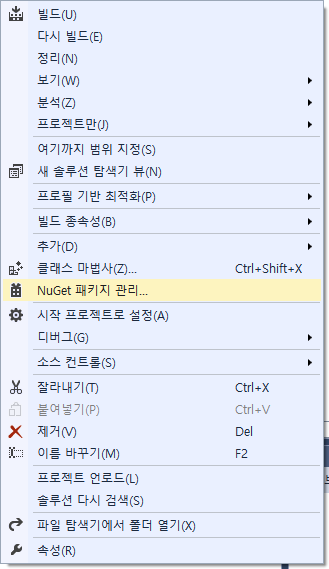 빌드(U)
다시 빌드(E)
정리(N)
보기(W)
분석(Z)
프로젝트만(J)
여기까지 범위 지정(S)
새 솔루션 탐색기 뷰(N)
프로필 기반 최적화(P)
빌드 종속성(B)
추가(D)
클래스 마법사(Z)... Ctrl+Shift+X
NuGet 패키지 관리...
시작 프로젝트로 설정(A)
디버그(G)
소스 컨트롤(S)
잘라내기(T) Ctrl+X
붙여넣기(P) Ctrl+V
제거(V) Del
이름 바꾸기(M) F2
프로젝트 언로드(L)
솔루션 다시 검색(S)
파일 탐색기에서 폴더 열기(X)
속성(R)